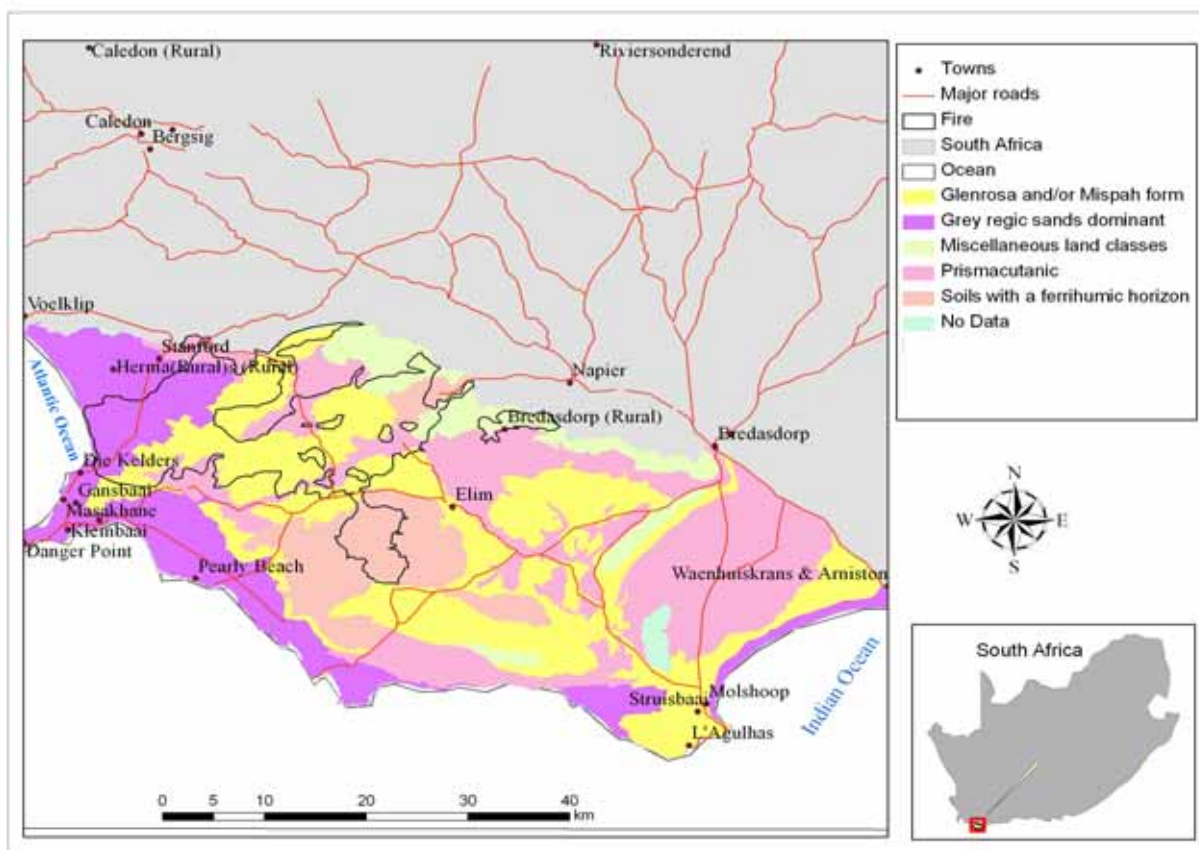 Caledon (Rural)
Riviersonderend
Caledon
Bergsig
Voelklip
Stanford
Herma(Rural)s (Rural)
Napier
Bredasdorp (Rural)
Bredasdorp
Atlantic Ocean
Die Kelders
Gansbaai
Masakhane
Kleinbaai
Danger Point
Elim
Pearly Beach
Waenhuiskrans & Arniston
Struisbaai
Molshoop
L'Agulhas
Indian Ocean
0 5 10 20 30 40
km
Towns
Major roads
Fire
South Africa
Ocean
Glenrosa and/or Mispah form
Grey regic sands dominant
Miscellaneous land classes
Prismacutanic
Soils with a ferrihumic horizon
No Data
N
W E
S
South Africa